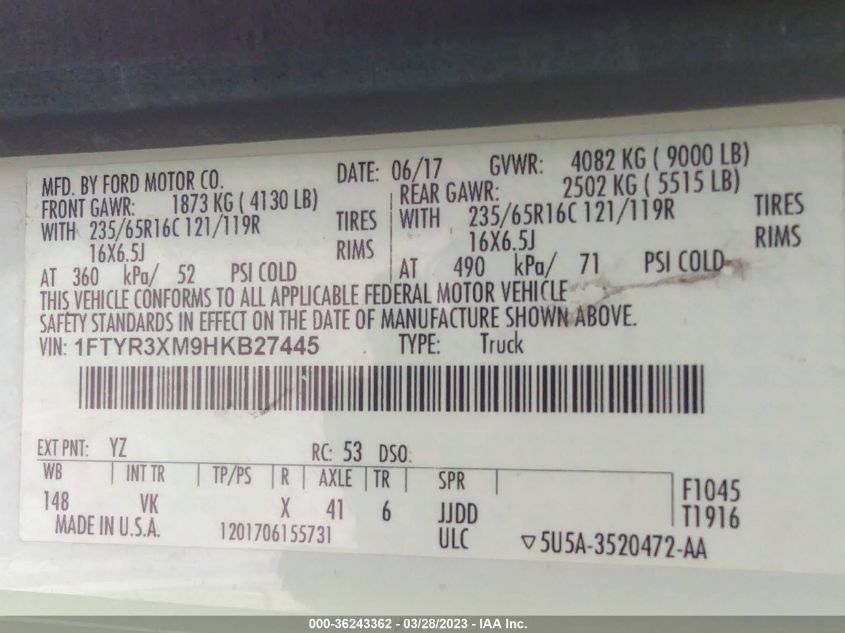 MFD. BY FORD MOTOR CO.
DATE: 06/17 GVWR: 4082 KG ( 9000 LB)
FRONT GAWR: 1873 KG ( 4130 LB)
WITH 235/65R16C 121/119R TIRES
16X6.5J RIMS
AT 360 kPa/ 52 PSI COLD
REAR GAWR: 2502 KG ( 5515 LB)
WITH 235/65R16C 121/119R TIRES
16X6.5J RIMS
AT 490 kPa/ 71 PSI COLD
THIS VEHICLE CONFORMS TO ALL APPLICABLE FEDERAL MOTOR VEHICLE
SAFETY STANDARDS IN EFFECT ON THE DATE OF MANUFACTURE SHOWN ABOVE.
VIN: 1FTYR3XM9HKB27445 TYPE: Truck
EXT PNT: YZ RC: 53 DSO:
WB INT TR TP/PS R AXLE TR SPR
148 VK X 41 6 JJDD
F1045
T1916
MADE IN U.S.A. 1201706155731 ULC ▽5U5A-3520472-AA
000-36243362 - 03/28/2023 - IAA Inc.